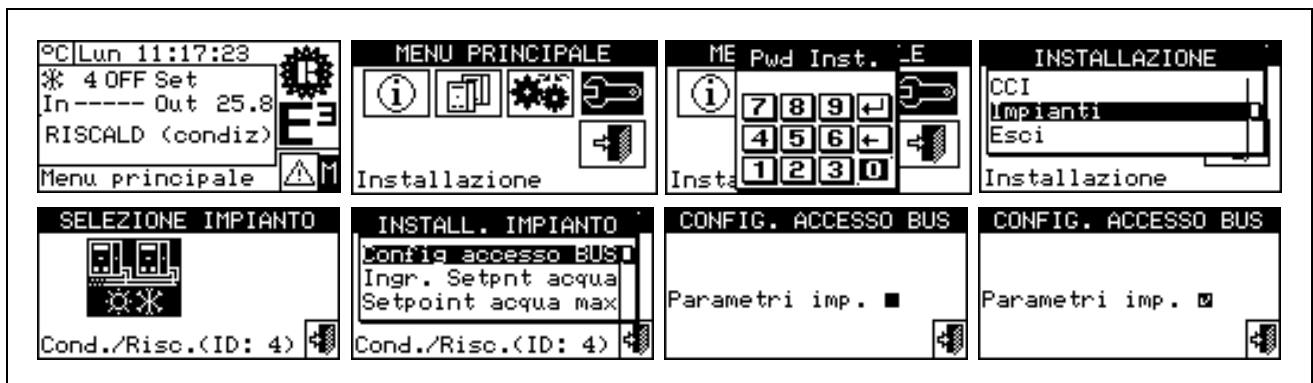 ºC Lun 11:17:23
4 OFF Set
In ----- Out 25.8
RISCALD (condiz)
E3
Menu principale M
MENU PRINCIPALE
Installazione
ME Pwd Inst. LE
7 8 9
4 5 6
1 2 3 0
Insta
INSTALLAZIONE
CCI
Impianti
Esci
Installazione
SELEZIONE IMPIANTO
Cond./Risc.(ID: 4)
INSTALL. IMPIANTO
Config accesso BUS
Ingr. Setpnt acqua
Setpoint acqua max
Cond./Risc.(ID: 4)
CONFIG. ACCESSO BUS
Parametri imp.
CONFIG. ACCESSO BUS
Parametri imp.